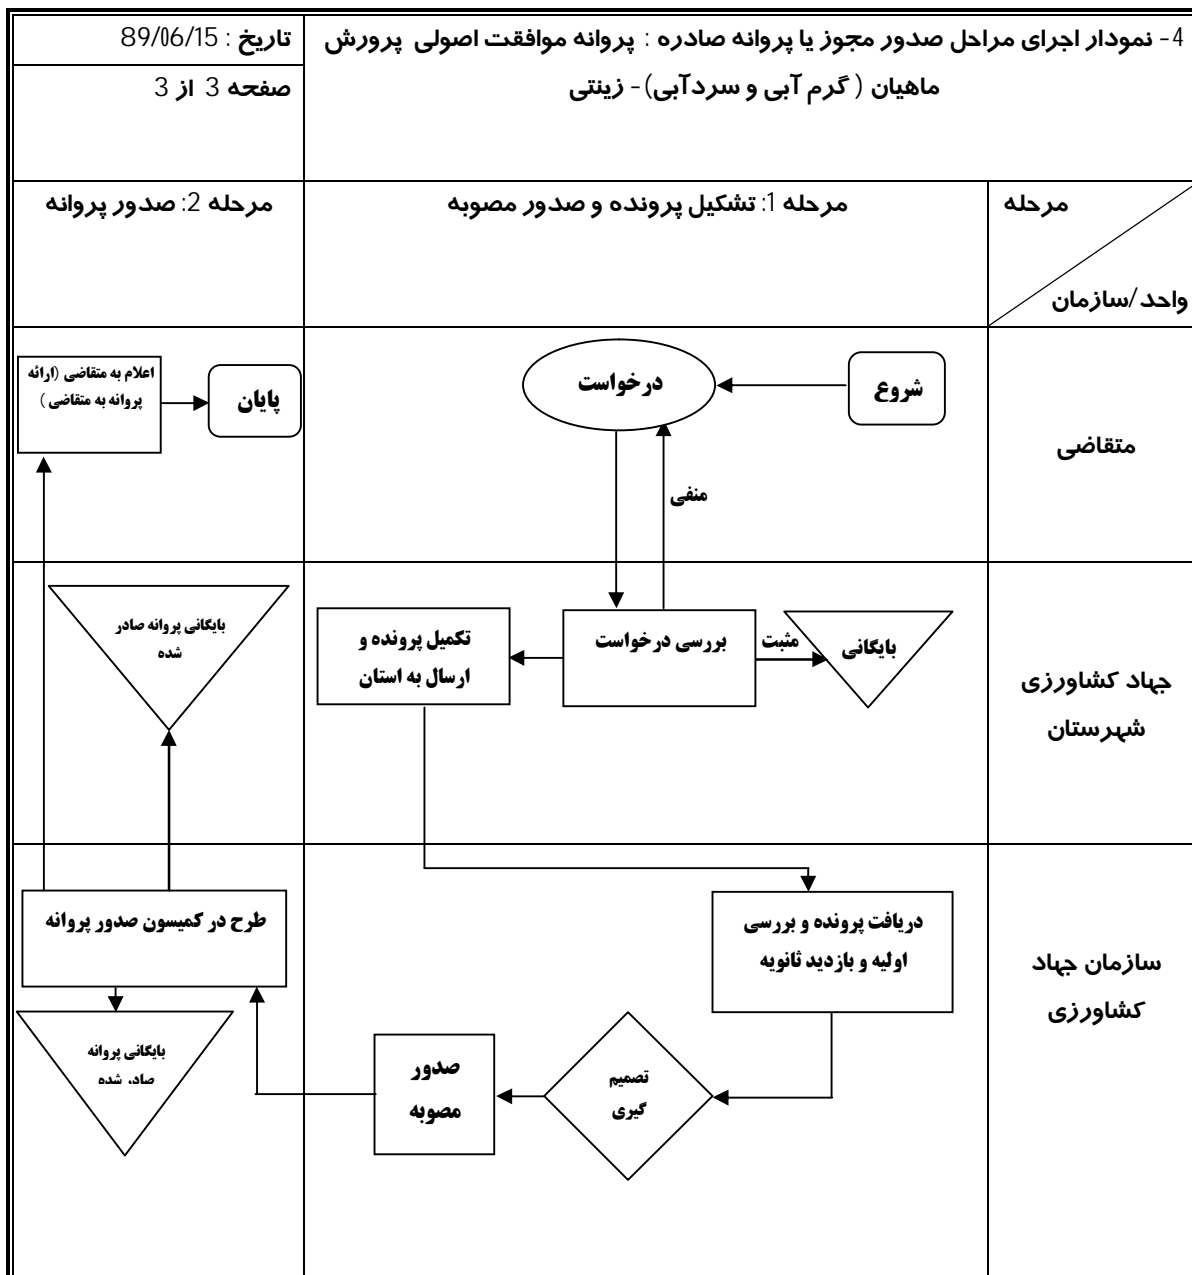 4- نمودار اجرای مراحل صدور مجوز یا پروانه صادره : پروانه موافقت اصولی پرورش
ماهیان ( گرم آبی و سردآبی)- زینتی
تاریخ : 89/06/15
صفحه 3 از 3
مرحله
واحد/سازمان
مرحله 1: تشکیل پرونده و صدور مصوبه
مرحله 2: صدور پروانه
متقاضی
شروع
درخواست
منفی
پایان
اعلام به متقاضی (ارائه
پروانه به متقاضی )
جهاد کشاورزی
شهرستان
بایگانی
مثبت
بررسی درخواست
تکمیل پرونده و
ارسال به استان
بایگانی پروانه صادر
شده
سازمان جهاد
کشاورزی
دریافت پرونده و بررسی
اولیه و بازدید ثانویه
تصمیم
گیری
صدور
مصوبه
طرح در کمیسون صدور پروانه
بایگانی پروانه
صادر شده